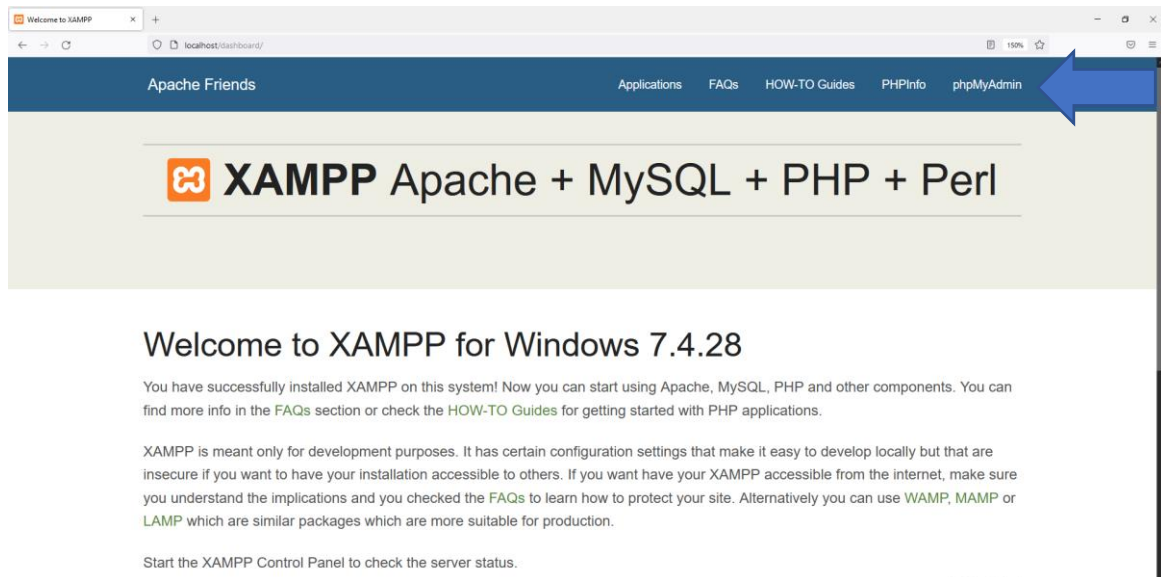 Welcome to XAMPP
localhost/dashboard/
150%
Apache Friends
Applications
FAQs
HOW-TO Guides
PHPInfo
phpMyAdmin
XAMPP Apache + MySQL + PHP + Perl
Welcome to XAMPP for Windows 7.4.28
You have successfully installed XAMPP on this system! Now you can start using Apache, MySQL, PHP and other components. You can
find more info in the FAQs section or check the HOW-TO Guides for getting started with PHP applications.
XAMPP is meant only for development purposes. It has certain configuration settings that make it easy to develop locally but that are
insecure if you want to have your installation accessible to others. If you want have your XAMPP accessible from the internet, make sure
you understand the implications and you checked the FAQs to learn how to protect your site. Alternatively you can use WAMP, MAMP or
LAMP which are similar packages which are more suitable for production.
Start the XAMPP Control Panel to check the server status.